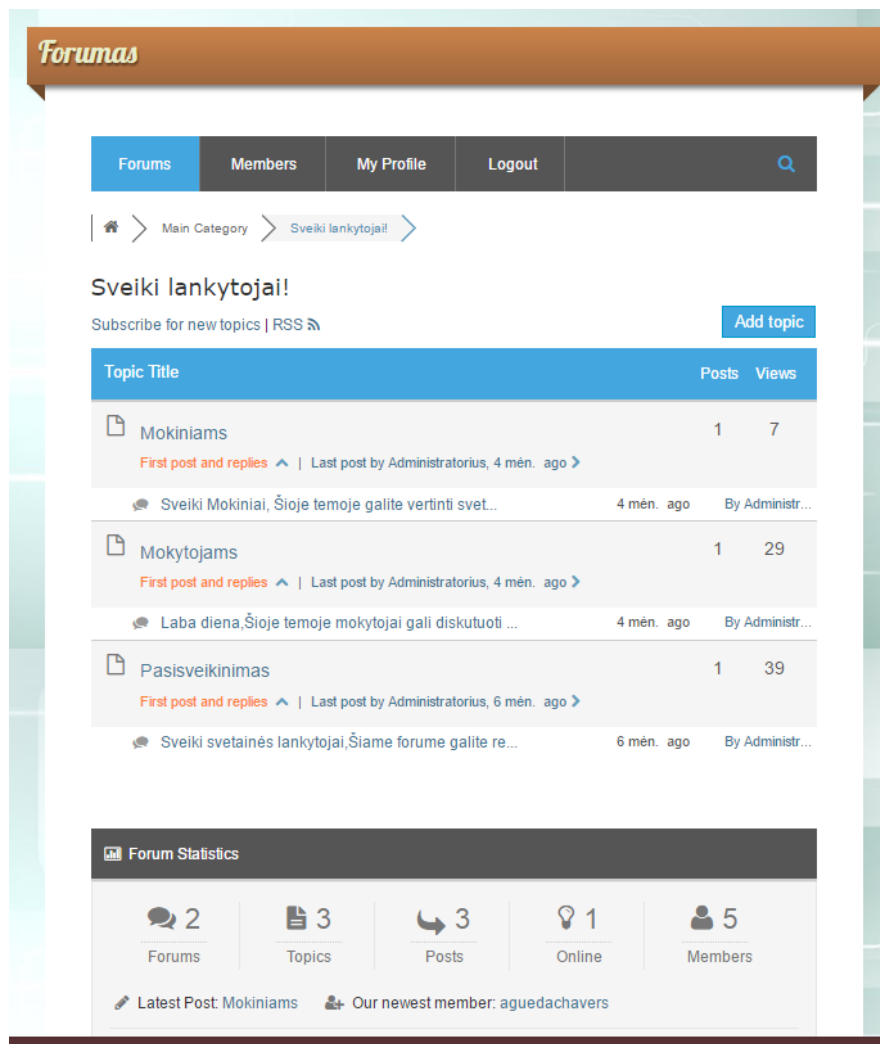 Forumas
Forums Members My Profile Logout
Main Category Sveiki lankytojai!
Sveiki lankytojai!
Subscribe for new topics | RSS Add topic
Topic Title Posts Views
Mokiniams 1 7
First post and replies | Last post by Administratorius, 4 mėn. ago
Sveiki Mokiniai, Šioje temoje galite vertinti svet... 4 mėn. ago By Administr...
Mokytojams 1 29
First post and replies | Last post by Administratorius, 4 mėn. ago
Laba diena,Šioje temoje mokytojai gali diskutuoti ... 4 mėn. ago By Administr...
Pasisveikinimas 1 39
First post and replies | Last post by Administratorius, 6 mėn. ago
Sveiki svetainės lankytojai,Šiame forume galite re... 6 mėn. ago By Administr...
Forum Statistics
2 3 3 1 5
Forums Topics Posts Online Members
Latest Post: Mokiniams Our newest member: aguedachavers